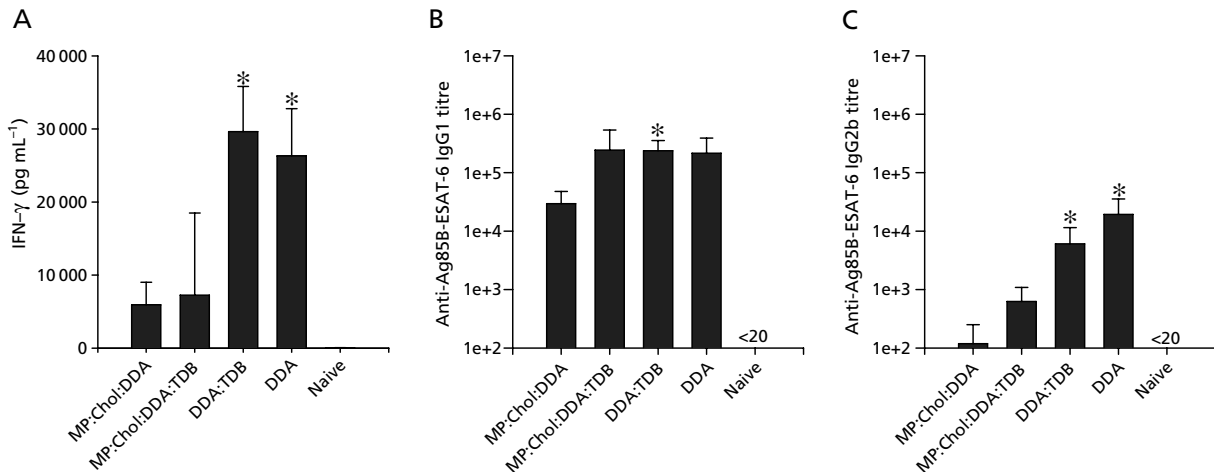 A
IFN–γ (pg mL⁻¹)
40 000
30 000
20 000
10 000
0
*
*
MP:Chol:DDA
MP:Chol:DDA:TDB
DDA:TDB
DDA
Naive
B
Anti-Ag85B-ESAT-6 IgG1 titre
1e+7
1e+6
1e+5
1e+4
1e+3
1e+2
*
<20
MP:Chol:DDA
MP:Chol:DDA:TDB
DDA:TDB
DDA
Naive
C
Anti-Ag85B-ESAT-6 IgG2b titre
1e+7
1e+6
1e+5
1e+4
1e+3
1e+2
*
*
<20
MP:Chol:DDA
MP:Chol:DDA:TDB
DDA:TDB
DDA
Naive